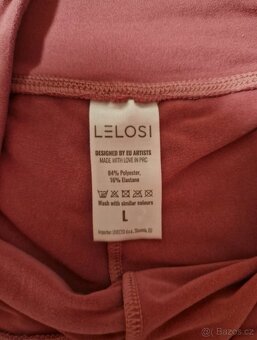 LELOSI
DESIGNED BY EU ARTISTS
MADE WITH LOVE IN PRC
84% Polyester,
16% Elastane
Wash with similar colours
L
Importer:
Bazos.cz